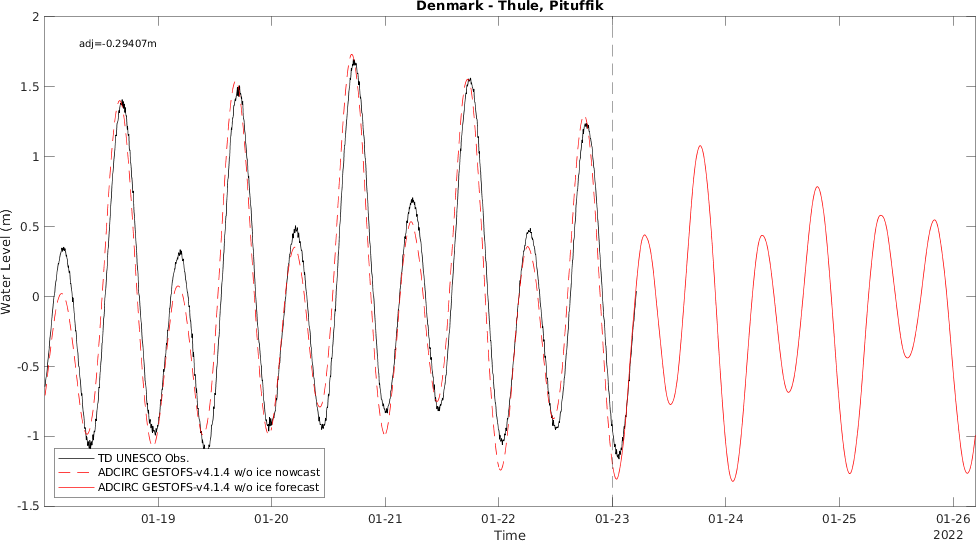 Denmark - Thule, Pituffik
adj=-0.29407m
2
1.5
1
0.5
0
-0.5
-1
-1.5
Water Level (m)
TD UNESCO Obs.
ADCIRC GESTOFS-v4.1.4 w/o ice nowcast
ADCIRC GESTOFS-v4.1.4 w/o ice forecast
01-19 01-20 01-21 01-22 01-23 01-24 01-25 01-26
Time 2022